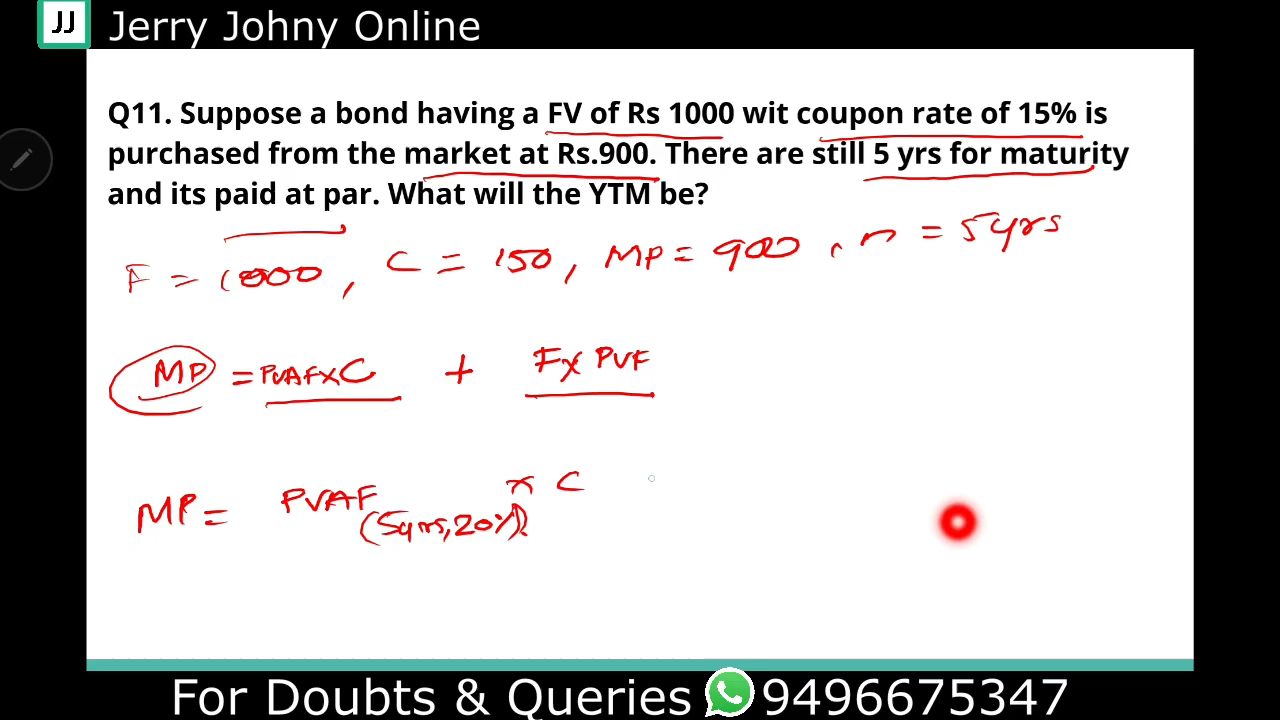 JJ Jerry Johny Online
Q11. Suppose a bond having a FV of Rs 1000 wit coupon rate of 15% is
purchased from the market at Rs.900. There are still 5 yrs for maturity
and its paid at par. What will the YTM be?
F = 1000, C = 150, MP = 900, n = 5yrs
MP = PVAF x C + F x PVF
MP = PVAF (5yrs, 20%) x C
For Doubts & Queries 9496675347